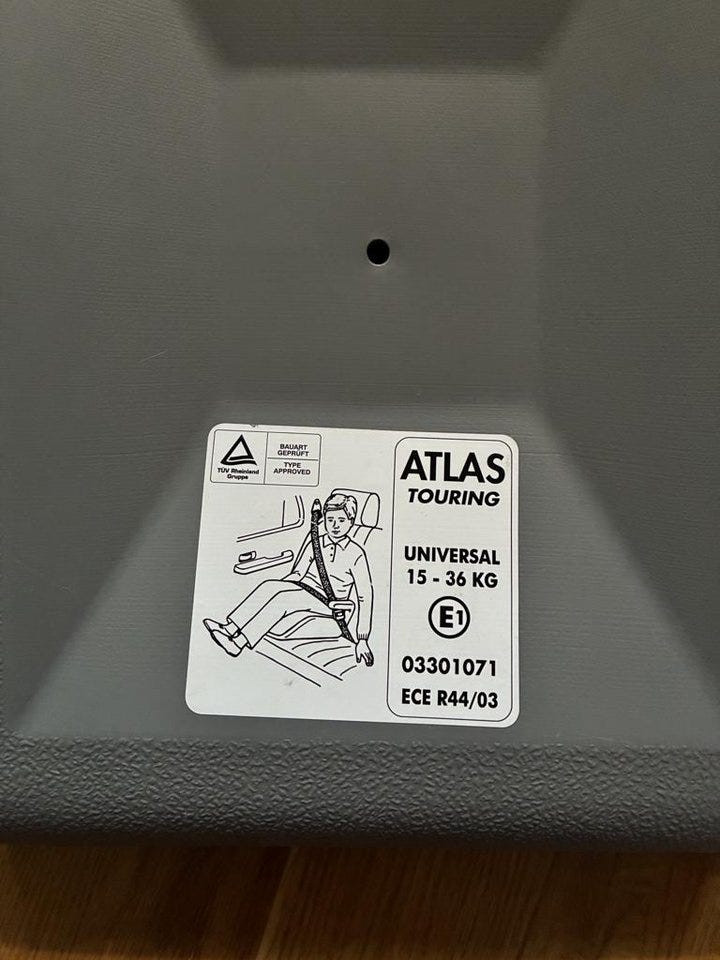 TÜV Rheinland
Gruppe
BAUART
GEPRÜFT
TYPE
APPROVED
ATLAS
TOURING
UNIVERSAL
15 - 36 KG
E1
03301071
ECE R44/03